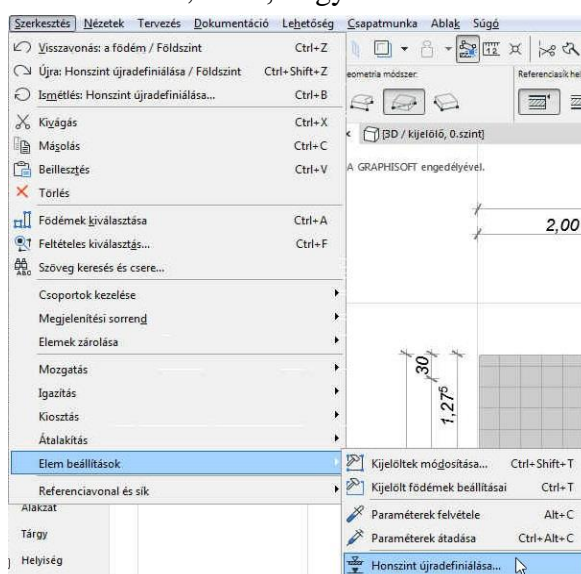 Szerkesztés Nézetek Tervezés Dokumentáció Lehetőség Csapatmunka Ablak Súgó
Visszavonás: a födém / Földszint Ctrl+Z
Újra: Honszint újradefiniálása / Földszint Ctrl+Shift+Z
Ismétlés: Honszint újradefiniálása... Ctrl+B
Kivágás Ctrl+X
Másolás Ctrl+C
Beillesztés Ctrl+V
Törlés
Födémek kiválasztása Ctrl+A
Feltételes kiválasztás... Ctrl+F
Szöveg keresés és csere...
Csoportok kezelése
Megjelenítési sorrend
Elemek zárolása
Mozgatás
Igazítás
Kiosztás
Átalakítás
Elem beállítások
Referenciavonal és sík
Alakzat
Tárgy
Helyiség
eometria módszer:
Referenciasík hel
[3D / kijelölő, 0.szint]
A GRAPHISOFT engedélyével.
2,00
30
1,27⁵
Kijelöltek módosítása... Ctrl+Shift+T
Kijelölt födémek beállításai Ctrl+T
Paraméterek felvétele Alt+C
Paraméterek átadása Ctrl+Alt+C
Honszint újradefiniálása...